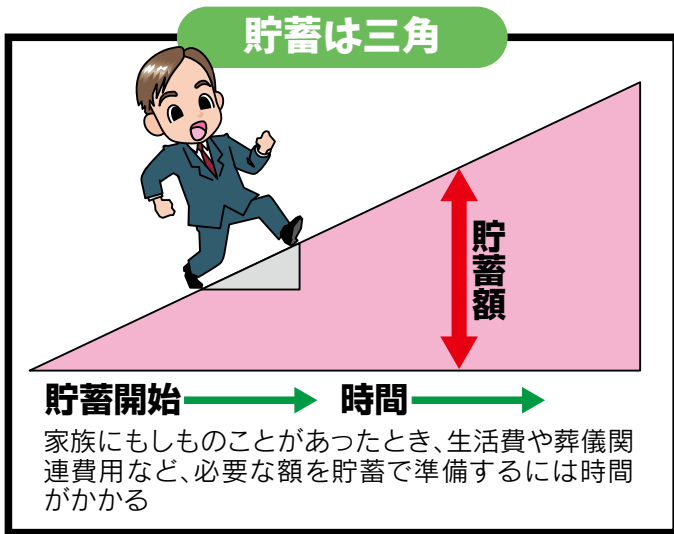 貯蓄は三角
貯蓄額
貯蓄開始
時間
家族にもしものことがあったとき、生活費や葬儀関
連費用など、必要な額を貯蓄で準備するには時間
がかかる